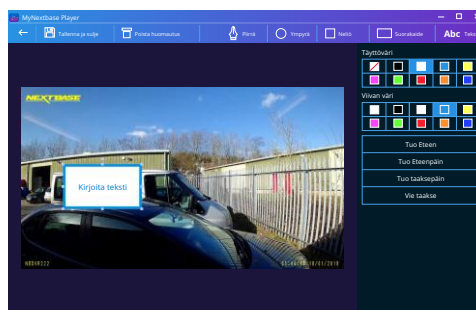 MyNextbase Player
Tallenna ja sulje
Poista huomautus
Piirrä
Ympyrä
Neliö
Suorakaide
Abc Teks
Täyttöväri
NEXTBASE
Viivan väri
Tuo Eteen
Tuo Eteenpäin
Kirjoita teksti
Tuo taaksepäin
Vie taakse